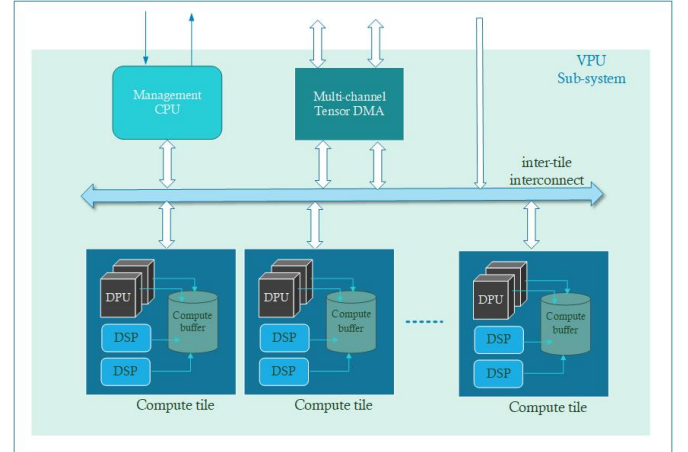 VPU
Sub-system
Management
CPU
Multi-channel
Tensor DMA
inter-tile
interconnect
DPU
Compute
buffer
DSP
DSP
Compute tile
DPU
Compute
buffer
DSP
DSP
Compute tile
DPU
Compute
buffer
DSP
DSP
Compute tile